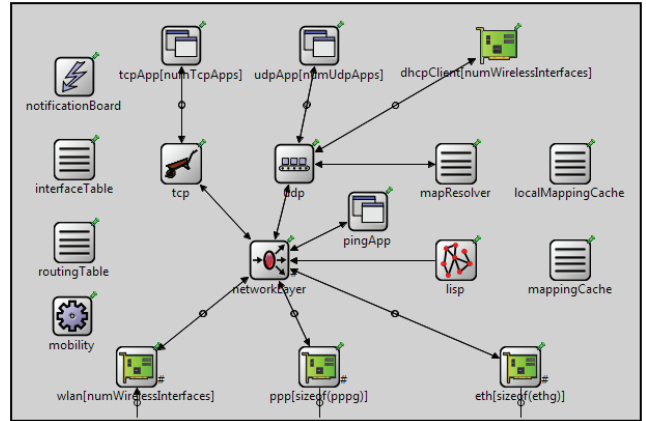 tcpApp[numTcpApps]
udpApp[numUdpApps]
dhcpClient[numWirelessInterfaces]
notificationBoard
interfaceTable
tcp
udp
mapResolver
localMappingCache
pingApp
routingTable
networkLayer
lisp
mappingCache
mobility
wlan[numWirelessInterfaces]
ppp[sizeof(pppg)]
eth[sizeof(ethg)]
#
#
#